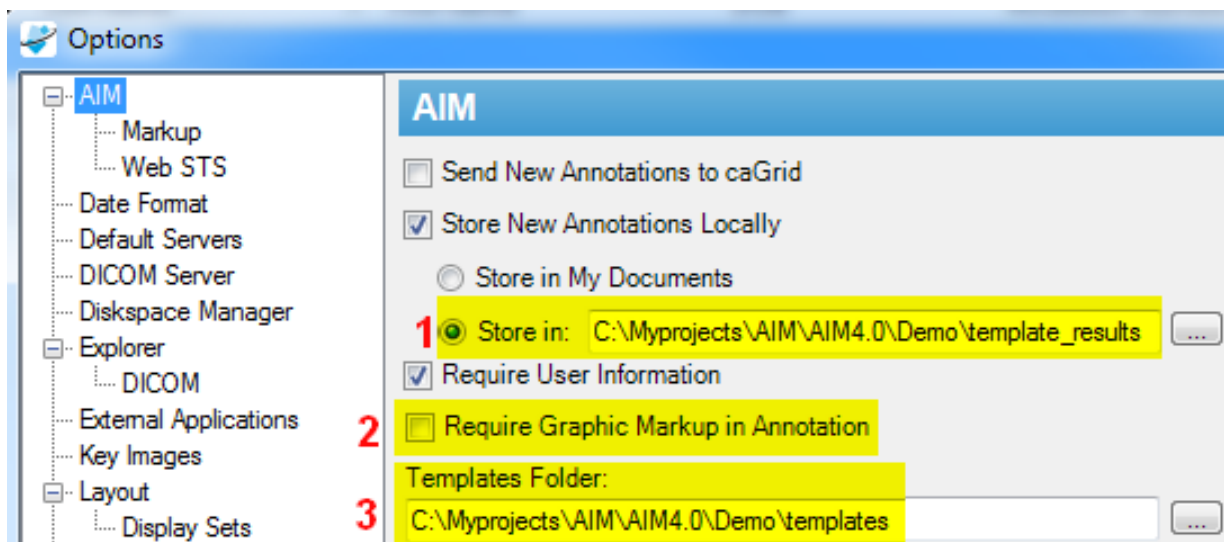 Options
AIM
Markup
Web STS
Date Format
Default Servers
DICOM Server
Diskspace Manager
Explorer
DICOM
External Applications
Key Images
Layout
Display Sets
AIM
Send New Annotations to caGrid
Store New Annotations Locally
Store in My Documents
1 Store in: C:\Myprojects\AIM\AIM4.0\Demo\template_results ...
Require User Information
2 Require Graphic Markup in Annotation
Templates Folder:
3 C:\Myprojects\AIM\AIM4.0\Demo\templates ...